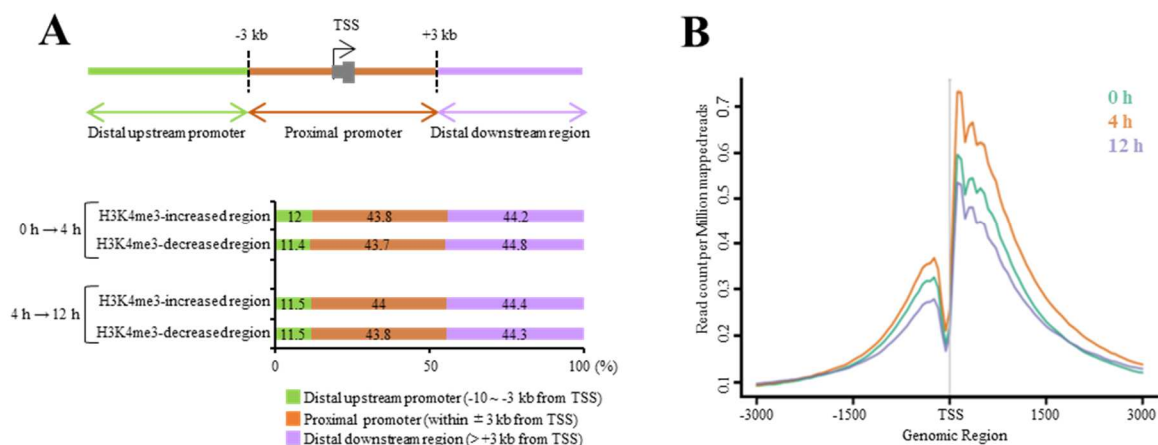 A
-3 kb
TSS
+3 kb
Distal upstream promoter
Proximal promoter
Distal downstream region
0 h → 4 h
H3K4me3-increased region
12
43.8
44.2
H3K4me3-decreased region
11.4
43.7
44.8
4 h → 12 h
H3K4me3-increased region
11.5
44
44.4
H3K4me3-decreased region
11.5
43.8
44.3
0
50
100 (%)
Distal upstream promoter (-10 ~ -3 kb from TSS)
Proximal promoter (within ±3 kb from TSS)
Distal downstream region (> +3 kb from TSS)
B
Read count per Million mapped reads
0.7
0.6
0.5
0.4
0.3
0.2
0.1
0 h
4 h
12 h
-3000
-1500
TSS
1500
3000
Genomic Region